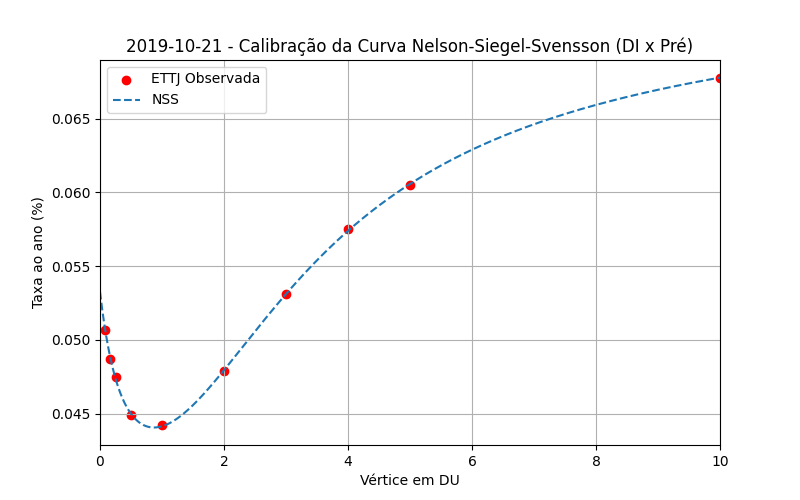 2019-10-21 - Calibração da Curva Nelson-Siegel-Svensson (DI x Pré)
ETTJ Observada
NSS
Taxa ao ano (%)
0.065
0.060
0.055
0.050
0.045
0 2 4 6 8 10
Vértice em DU